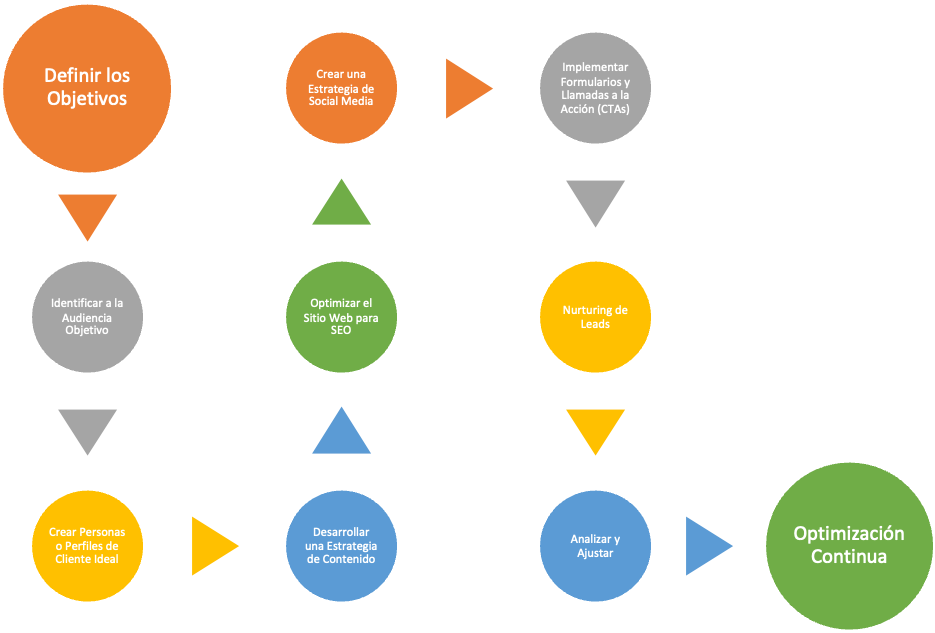 Definir los
Objetivos
Identificar a la
Audiencia
Objetivo
Crear Personas
o Perfiles de
Cliente Ideal
Desarrollar
una Estrategia
de Contenido
Optimizar el
Sitio Web para
SEO
Crear una
Estrategia de
Social Media
Implementar
Formularios y
Llamadas a la
Acción (CTAs)
Nurturing de
Leads
Analizar y
Ajustar
Optimización
Continua